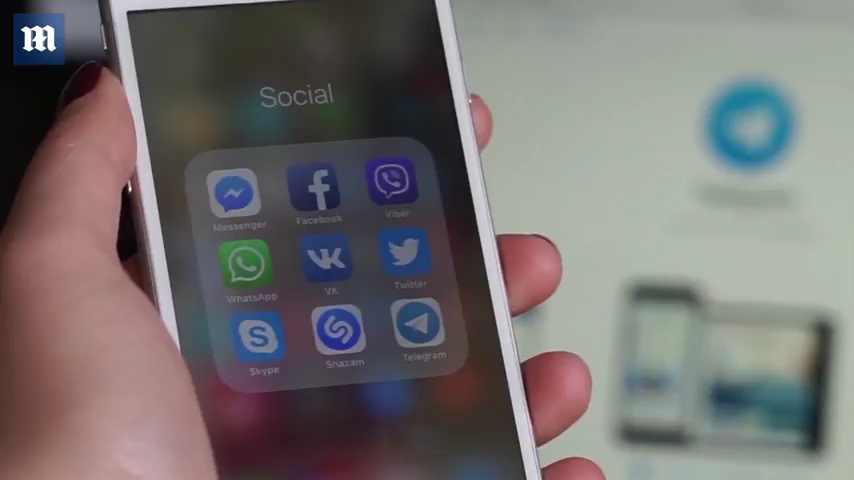 m
Social
Messenger Facebook Viber
WhatsApp VK Twitter
Skype Shazam Telegram